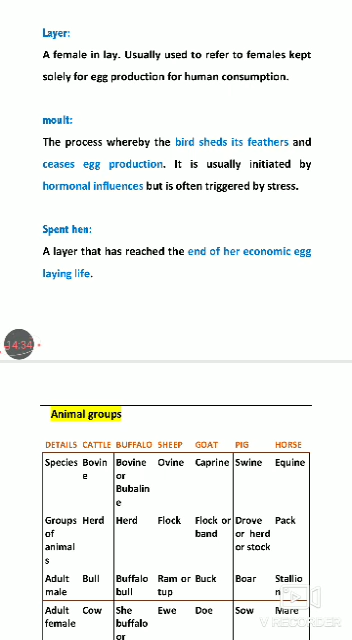 Layer:
A female in lay. Usually used to refer to females kept
solely for egg production for human consumption.
moult:
The process whereby the bird sheds its feathers and
ceases egg production. It is usually initiated by
hormonal influences but is often triggered by stress.
Spent hen:
A layer that has reached the end of her economic egg
laying life.
14:34
Animal groups
DETAILS CATTLE BUFFALO SHEEP GOAT PIG HORSE
Species Bovin Bovine Ovine Caprine Swine Equine
e or
Bubalin
e
Groups Herd Herd Flock Flock or Drove Pack
of band or herd
animal or stock
s
Adult Bull Buffalo Ram or Buck Boar Stallio
male bull tup n
Adult Cow She Ewe Doe Sow Mare
female buffalo
or
V RECORDER